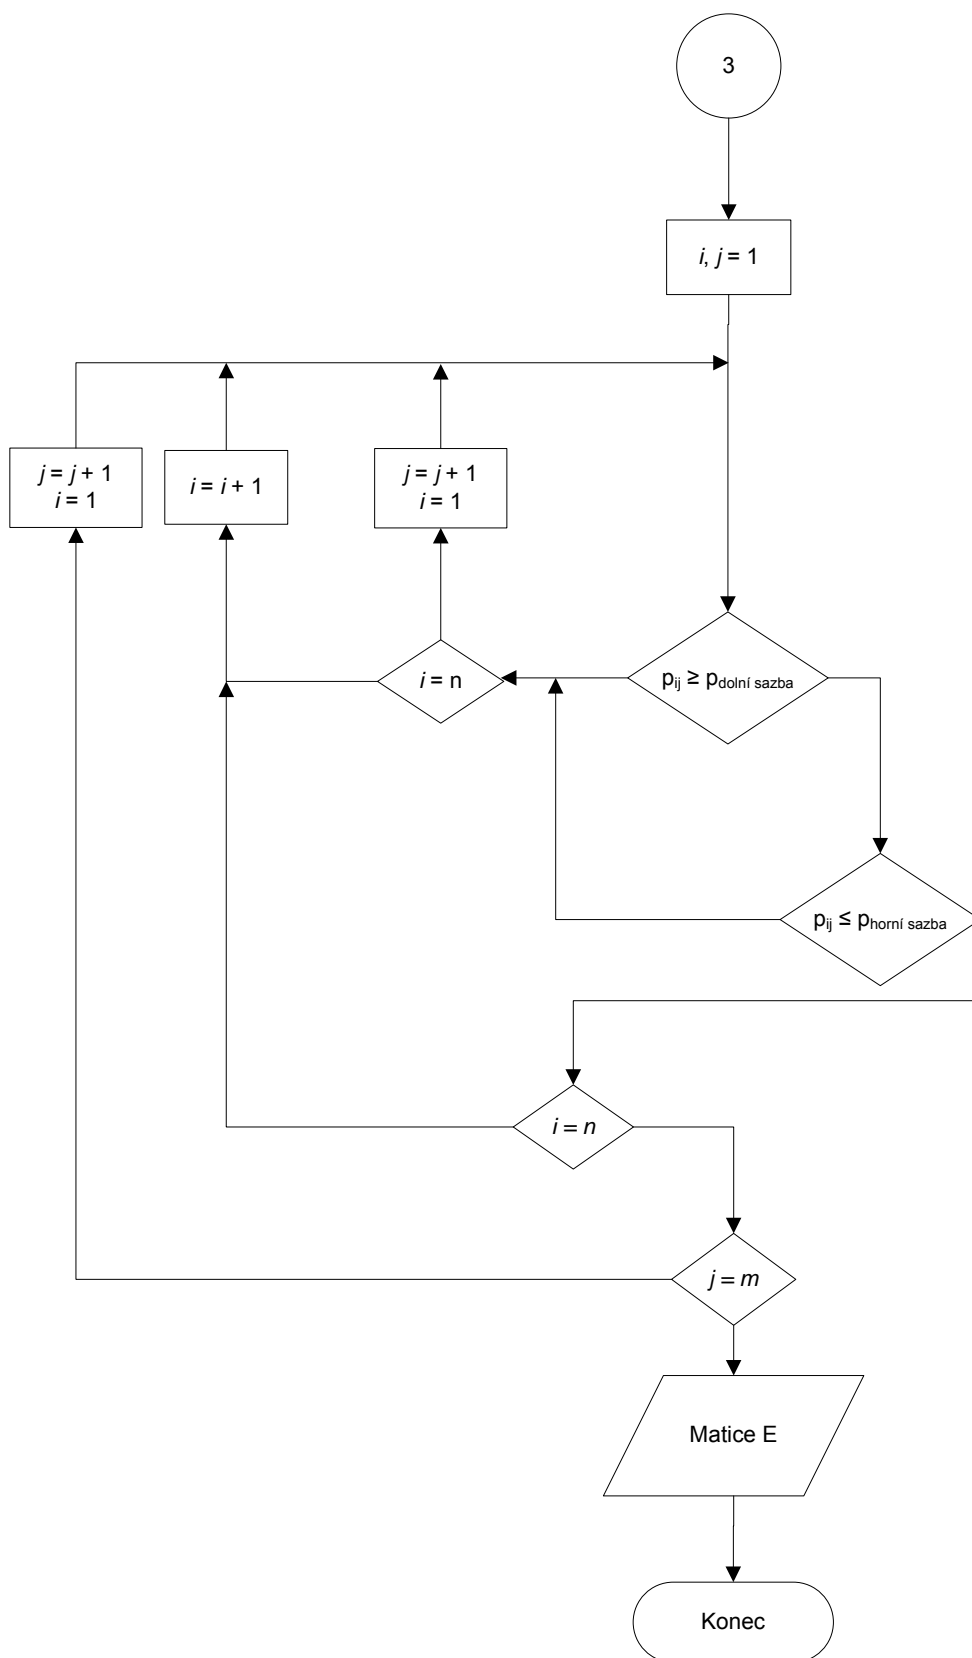 3
i, j = 1
j = j + 1
i = 1
i = i + 1
j = j + 1
i = 1
i = n
pij ≥ pdolní sazba
pij ≤ phorní sazba
i = n
j = m
Matice E
Konec